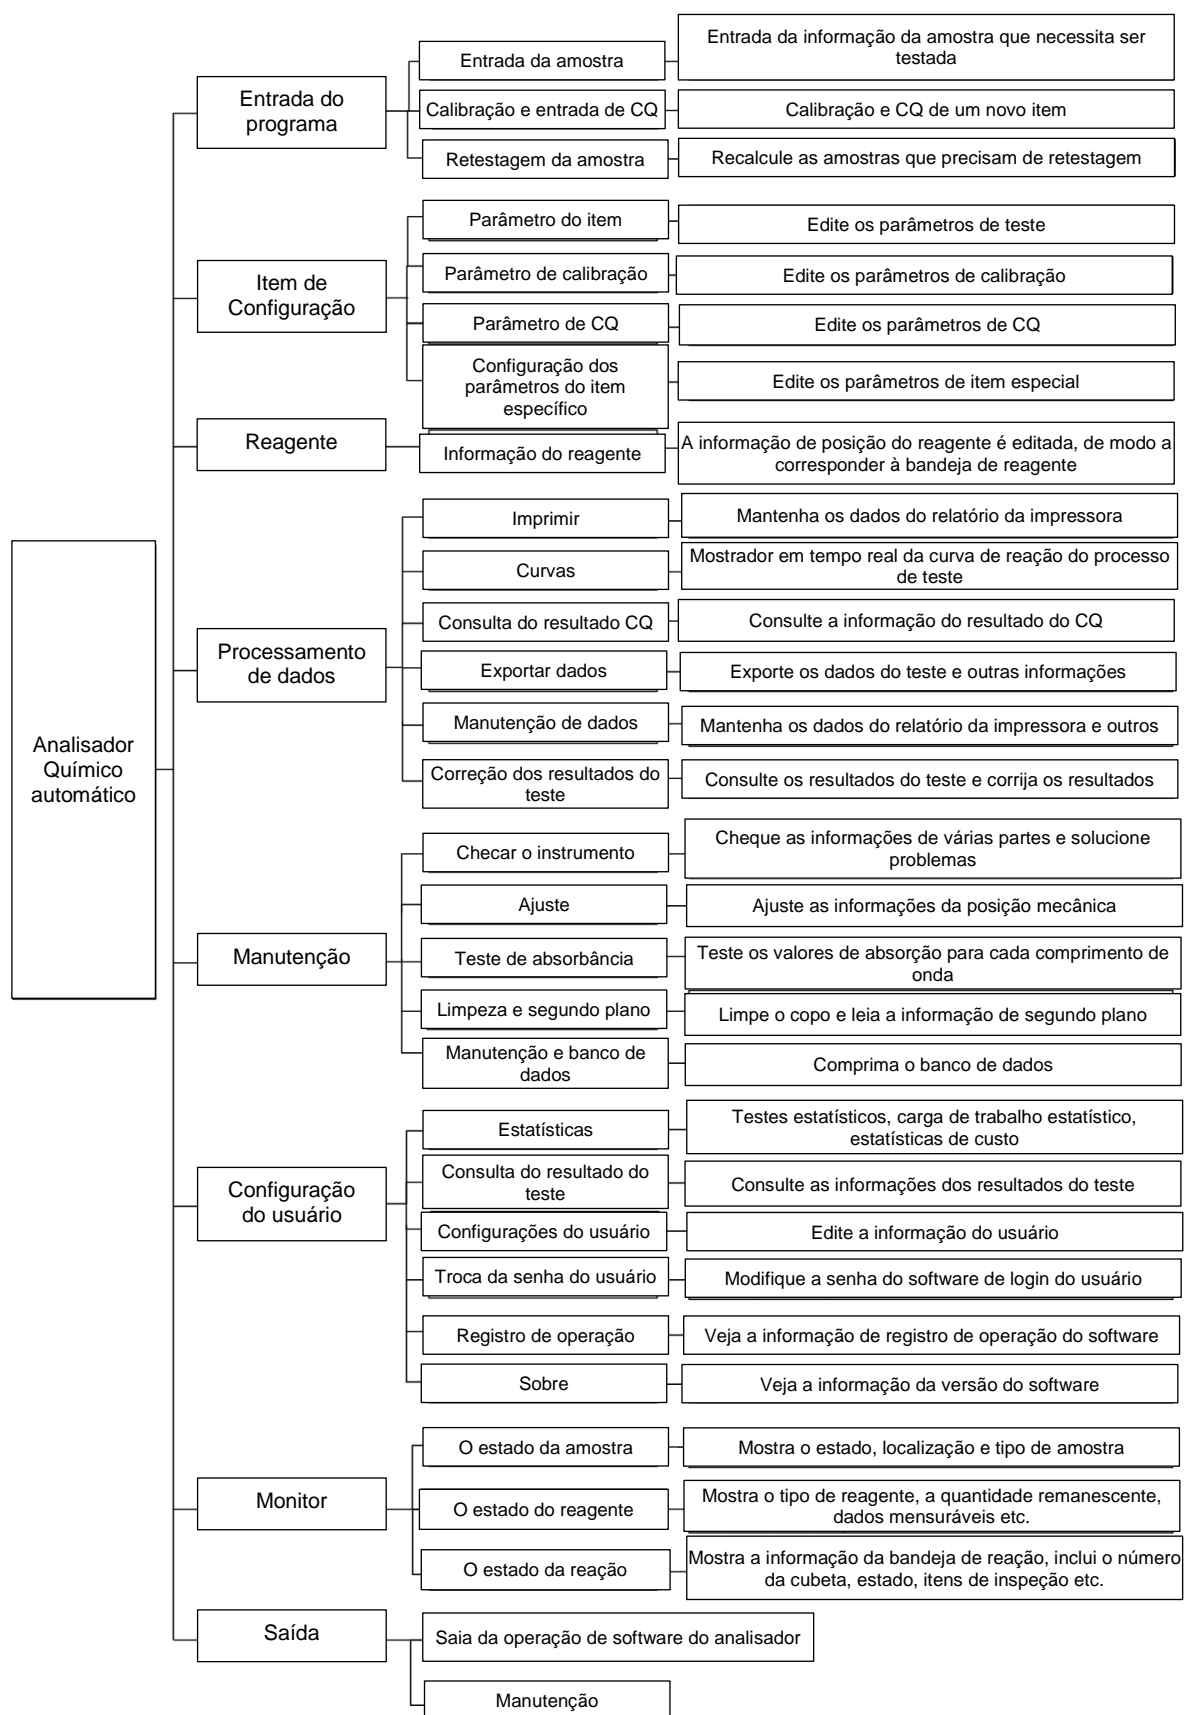 Analisador
Químico
automático
Entrada do
programa
Entrada da amostra
Entrada da informação da amostra que necessita ser
testada
Calibração e entrada de CQ
Calibração e CQ de um novo item
Retestagem da amostra
Recalcule as amostras que precisam de retestagem
Item de
Configuração
Parâmetro do item
Edite os parâmetros de teste
Parâmetro de calibração
Edite os parâmetros de calibração
Parâmetro de CQ
Edite os parâmetros de CQ
Configuração dos
parâmetros do item
específico
Edite os parâmetros de item especial
Reagente
Informação do reagente
A informação de posição do reagente é editada, de modo a
corresponder à bandeja de reagente
Processamento
de dados
Imprimir
Mantenha os dados do relatório da impressora
Curvas
Mostrador em tempo real da curva de reação do processo
de teste
Consulta do resultado CQ
Consulte a informação do resultado do CQ
Exportar dados
Exporte os dados do teste e outras informações
Manutenção de dados
Mantenha os dados do relatório da impressora e outros
Correção dos resultados do
teste
Consulte os resultados do teste e corrija os resultados
Manutenção
Checar o instrumento
Cheque as informações de várias partes e solucione
problemas
Ajuste
Ajuste as informações da posição mecânica
Teste de absorbância
Teste os valores de absorção para cada comprimento de
onda
Limpeza e segundo plano
Limpe o copo e leia a informação de segundo plano
Manutenção e banco de
dados
Comprima o banco de dados
Configuração
do usuário
Estatísticas
Testes estatísticos, carga de trabalho estatístico,
estatísticas de custo
Consulta do resultado do
teste
Consulte as informações dos resultados do teste
Configurações do usuário
Edite a informação do usuário
Troca da senha do usuário
Modifique a senha do software de login do usuário
Registro de operação
Veja a informação de registro de operação do software
Sobre
Veja a informação da versão do software
Monitor
O estado da amostra
Mostra o estado, localização e tipo de amostra
O estado do reagente
Mostra o tipo de reagente, a quantidade remanescente,
dados mensuráveis etc.
O estado da reação
Mostra a informação da bandeja de reação, inclui o número
da cubeta, estado, itens de inspeção etc.
Saída
Saia da operação de software do analisador
Manutenção